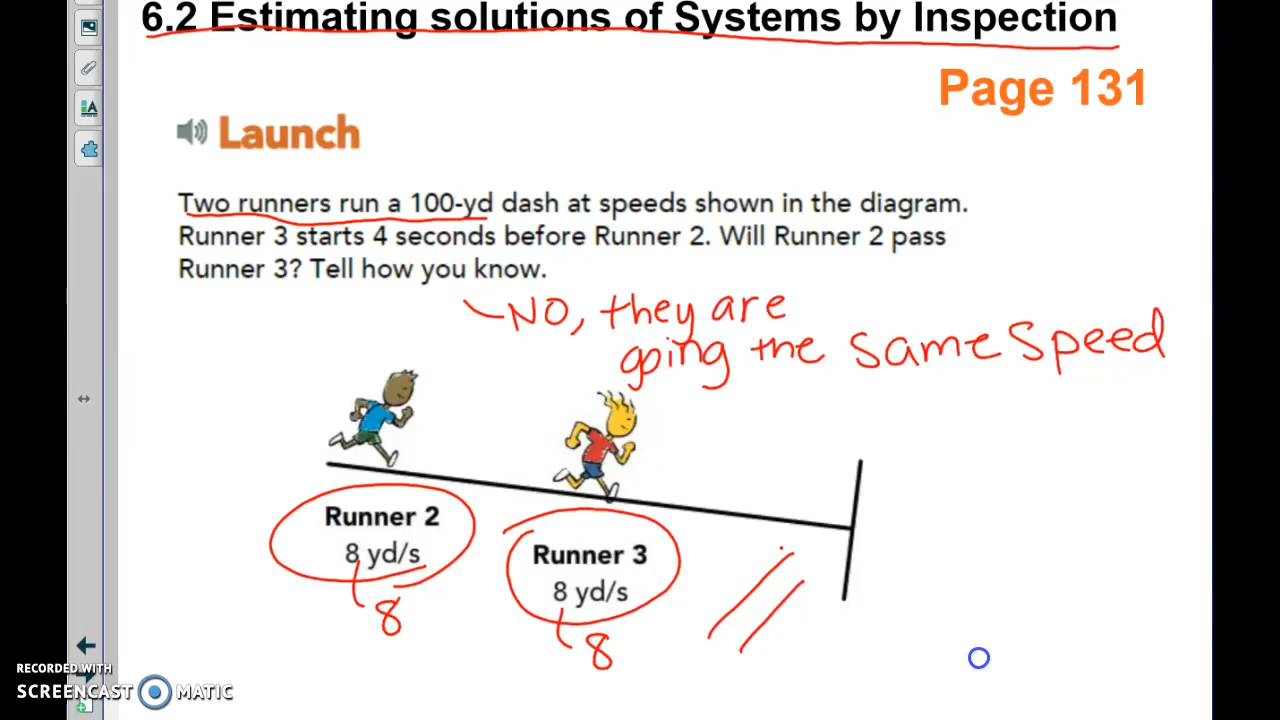 6.2 Estimating solutions of Systems by Inspection
Page 131
Launch
Two runners run a 100-yd dash at speeds shown in the diagram.
Runner 3 starts 4 seconds before Runner 2. Will Runner 2 pass
Runner 3? Tell how you know.
NO, they are
going the same speed
Runner 2
8 yd/s
8
Runner 3
8 yd/s
8
RECORDED WITH
SCREENCAST MATIC